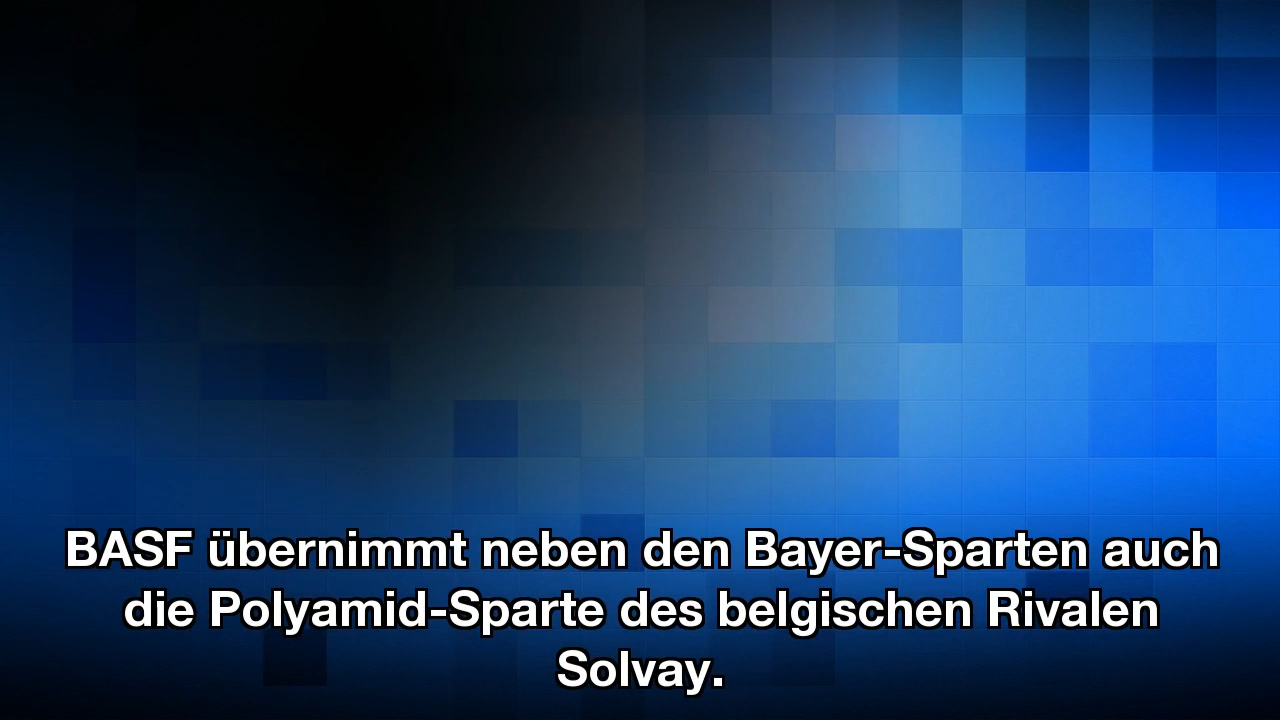 BASF übernimmt neben den Bayer-Sparten auch
die Polyamid-Sparte des belgischen Rivalen
Solvay.